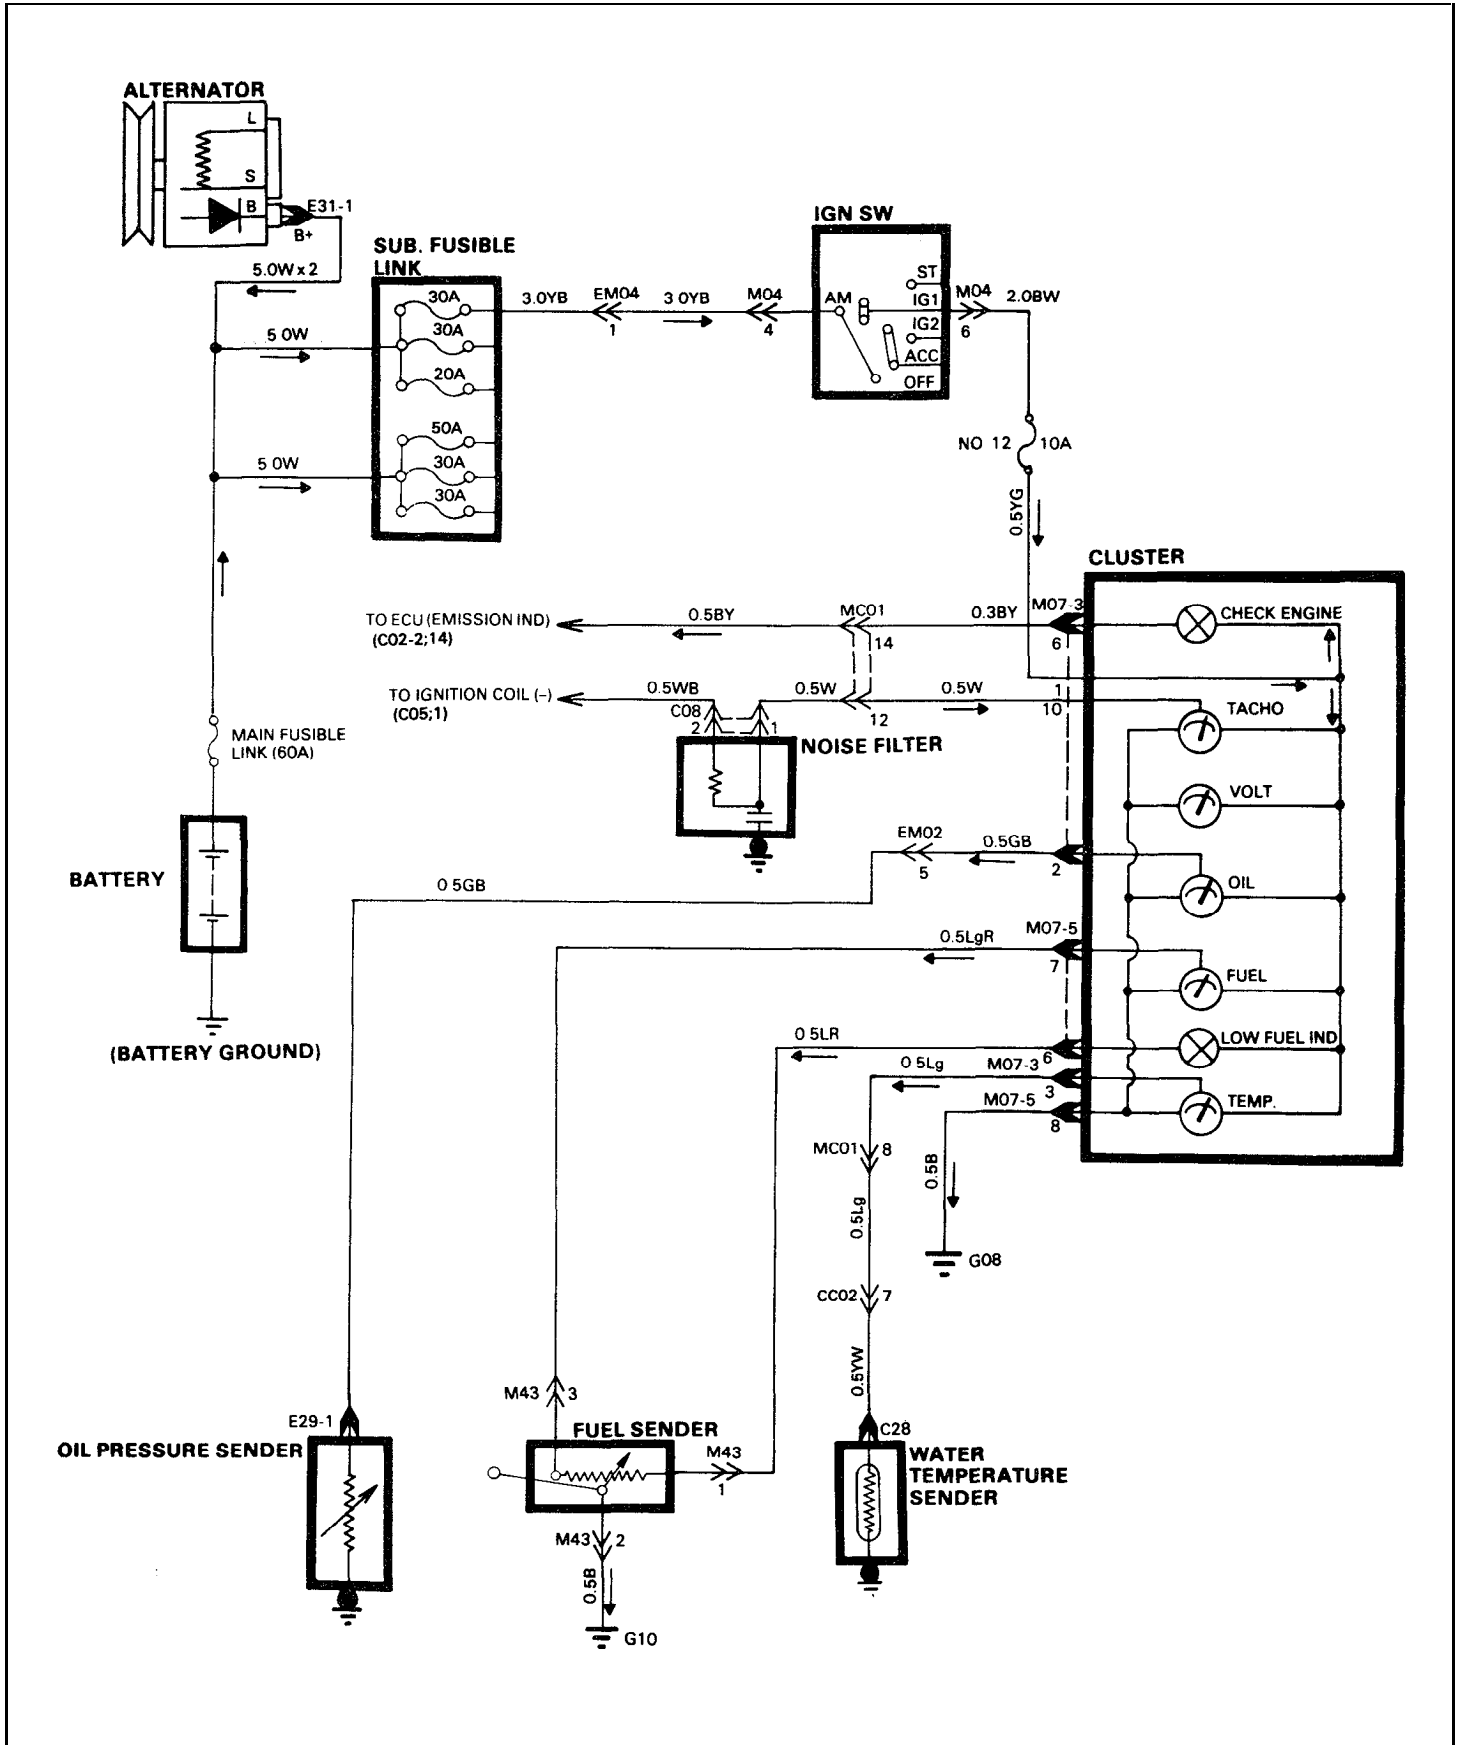 ALTERNATOR
L
S
B
E31-1
B+
5.0W x 2
SUB. FUSIBLE
LINK
30A
30A
20A
50A
30A
30A
5 0W
5 0W
3.0YB
EM04
1
3 0YB
M04
4
IGN SW
AM
ST
IG1
IG2
ACC
OFF
M04
6
2.0BW
NO 12
10A
0.5YG
CLUSTER
TO ECU (EMISSION IND)
(C02-2;14)
0.5BY
MC01
14
0.3BY
M07-3
6
CHECK ENGINE
TO IGNITION COIL (-)
(C05;1)
0.5WB
C08
2
1
0.5W
12
0.5W
1
10
TACHO
NOISE FILTER
MAIN FUSIBLE
LINK (60A)
VOLT
BATTERY
(BATTERY GROUND)
EM02
5
0.5GB
2
0 5GB
OIL
M07-5
0.5LgR
7
FUEL
0 5LR
6
LOW FUEL IND
0 5Lg
M07-3
3
M07-5
8
TEMP.
MC01
8
0.5B
0.5Lg
G08
CC02
7
0.5YW
M43
3
E29-1
OIL PRESSURE SENDER
FUEL SENDER
M43
1
C28
WATER
TEMPERATURE
SENDER
M43
2
0.5B
G10